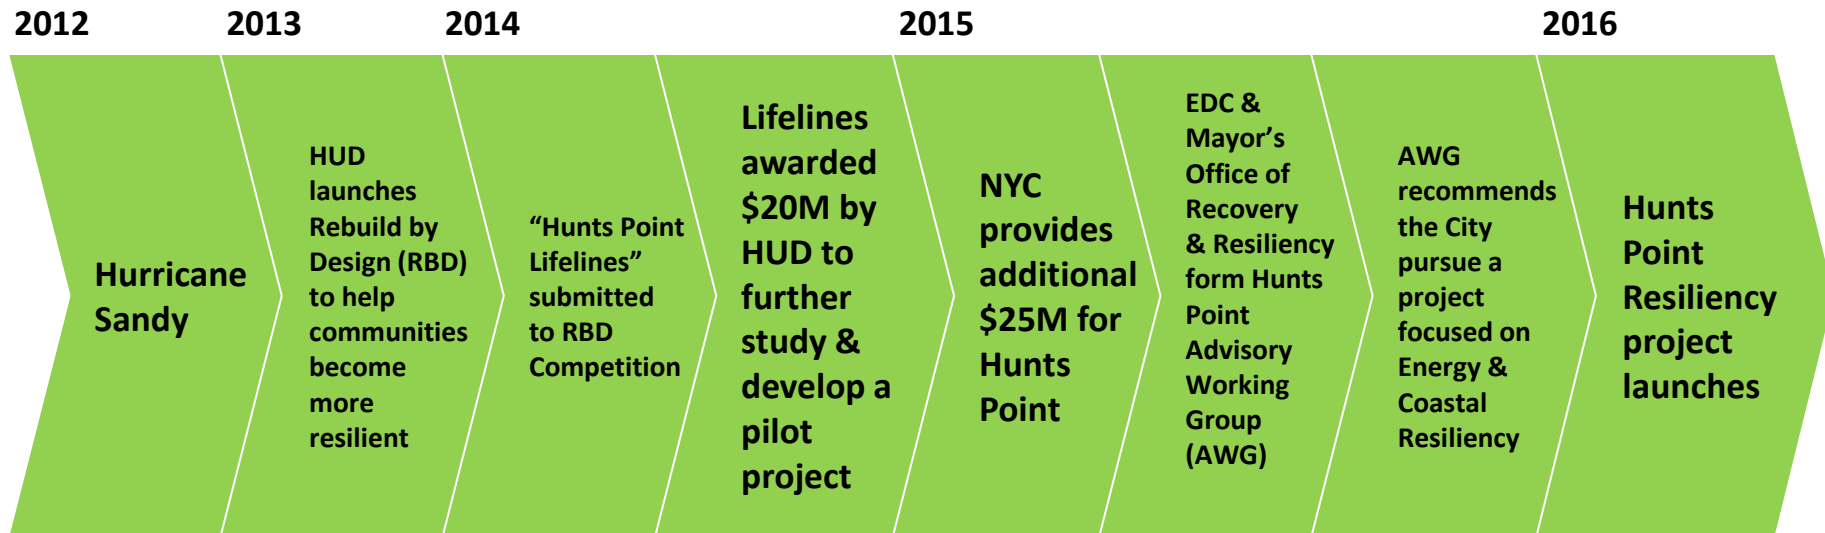 2012
2013
2014
2015
2016
Hurricane
Sandy
HUD
launches
Rebuild by
Design (RBD)
to help
communities
become
more
resilient
“Hunts Point
Lifelines”
submitted
to RBD
Competition
Lifelines
awarded
$20M by
HUD to
further
study &
develop a
pilot
project
NYC
provides
additional
$25M for
Hunts
Point
EDC &
Mayor’s
Office of
Recovery
& Resiliency
form Hunts
Point
Advisory
Working
Group
(AWG)
AWG
recommends
the City
pursue a
project
focused on
Energy &
Coastal
Resiliency
Hunts
Point
Resiliency
project
launches